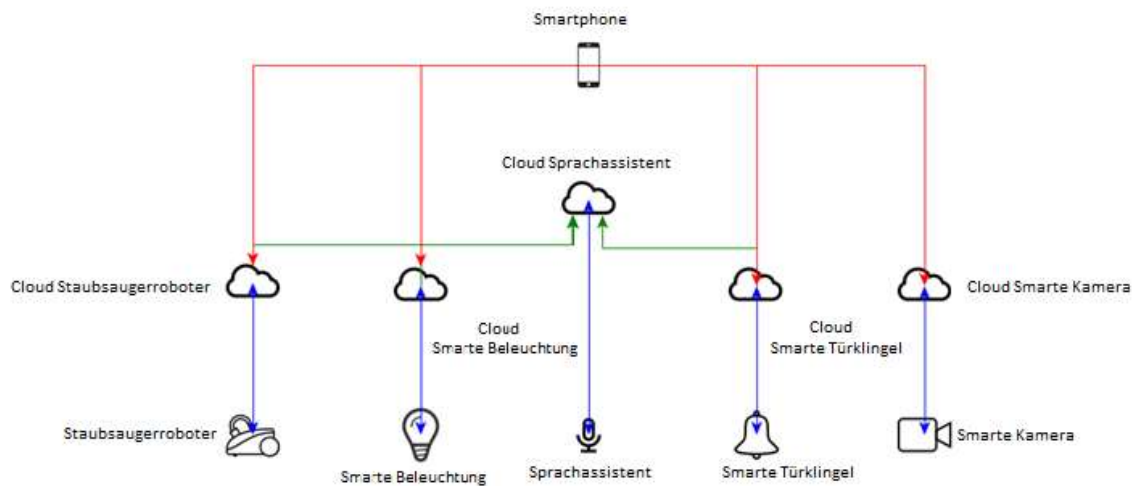 Smartphone
Cloud Sprachassistent
Cloud Staubsaugerroboter
Cloud Smarte Kamera
Cloud
Smarte Beleuchtung
Cloud
Smarte Türklingel
Staubsaugerroboter
Smarte Kamera
Smarte Beleuchtung
Sprachassistent
Smarte Türklingel